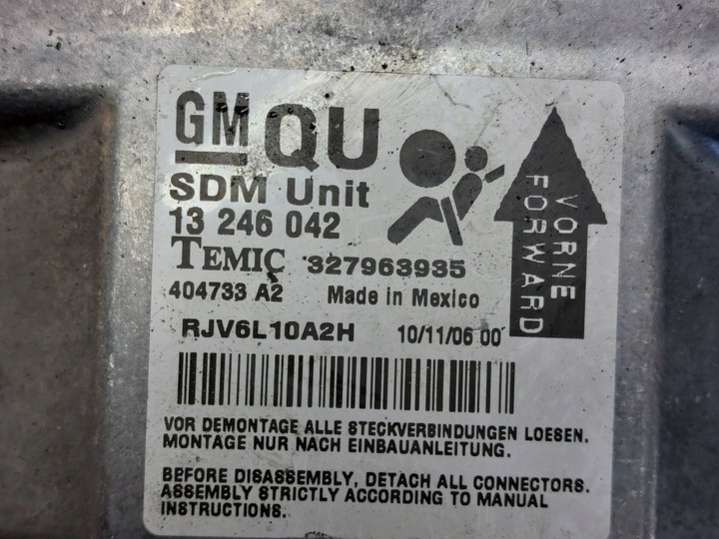 GM QU
SDM Unit
13 246 042
TEMIC 327963935
404733 A2 Made in Mexico
RJV6L10A2H 10/11/06 00
VORNE
FORWARD
VOR DEMONTAGE ALLE STECKVERBINDUNGEN LOESEN.
MONTAGE NUR NACH EINBAUANLEITUNG.
BEFORE DISASSEMBLY, DETACH ALL CONNECTORS.
ASSEMBLY STRICTLY ACCORDING TO MANUAL
INSTRUCTIONS.